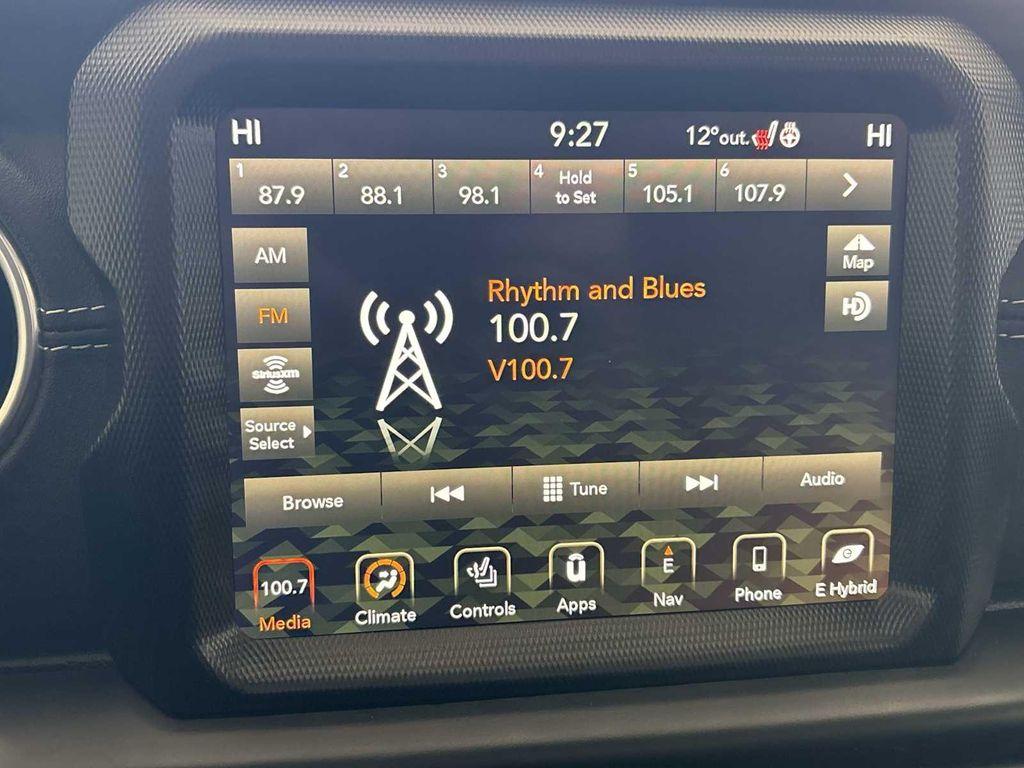 HI 9:27 12° out. HI
1 87.9 2 88.1 3 98.1 4 Hold to Set 5 105.1 6 107.9
AM
FM
SiriusXM
Source
Select
Rhythm and Blues
100.7
V100.7
Map
HD
Browse Tune Audio
100.7 E
Media Climate Controls Apps Nav Phone E Hybrid